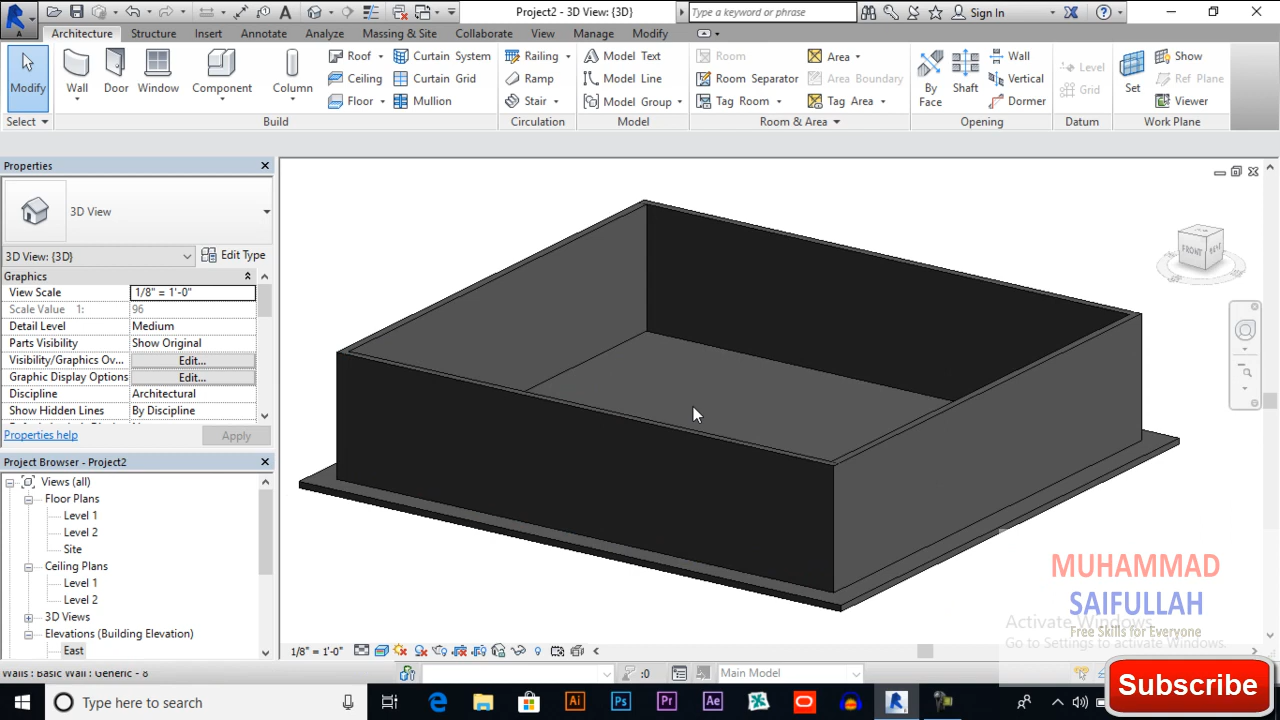 Project2 - 3D View: {3D}
Type a keyword or phrase
Sign In
Architecture Structure Insert Annotate Analyze Massing & Site Collaborate View Manage Modify
Modify
Wall
Door
Window
Component
Column
Roof
Ceiling
Floor
Curtain System
Curtain Grid
Mullion
Railing
Ramp
Stair
Model Text
Model Line
Model Group
Room
Room Separator
Tag Room
Area
Area Boundary
Tag Area
By Face
Shaft
Wall
Vertical
Dormer
Level
Grid
Set
Show
Ref Plane
Viewer
Select
Build
Circulation
Model
Room & Area
Opening
Datum
Work Plane
Properties
3D View
3D View: {3D}
Edit Type
Graphics
View Scale 1/8" = 1'-0"
Scale Value 1: 96
Detail Level Medium
Parts Visibility Show Original
Visibility/Graphics Ov... Edit...
Graphic Display Options Edit...
Discipline Architectural
Show Hidden Lines By Discipline
Properties help
Apply
Project Browser - Project2
Views (all)
Floor Plans
Level 1
Level 2
Site
Ceiling Plans
Level 1
Level 2
3D Views
Elevations (Building Elevation)
East
FRONT
MUHAMMAD
SAIFULLAH
Free Skills for Everyone
Activate Windows
Go to Settings to activate Windows.
1/8" = 1'-0"
Walls : Basic Wall : Generic - 8"
:0
Main Model
Subscribe
Type here to search